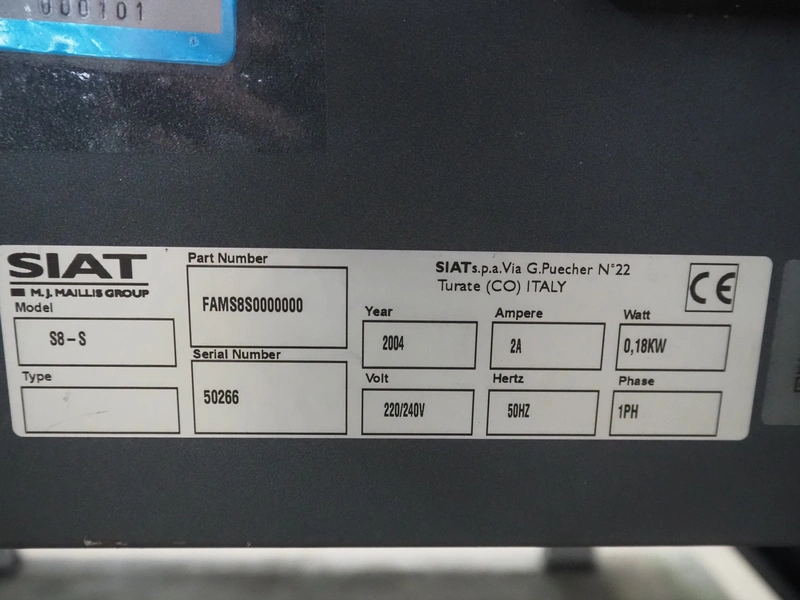 000101
SIAT
M.J. MAILLIS GROUP
Model
S8-S
Type
Part Number
FAMS8S0000000
Serial Number
50266
SIAT s.p.a. Via G.Puecher N°22
Turate (CO) ITALY
CE
Year
2004
Ampere
2A
Watt
0,18KW
Volt
220/240V
Hertz
50HZ
Phase
1PH